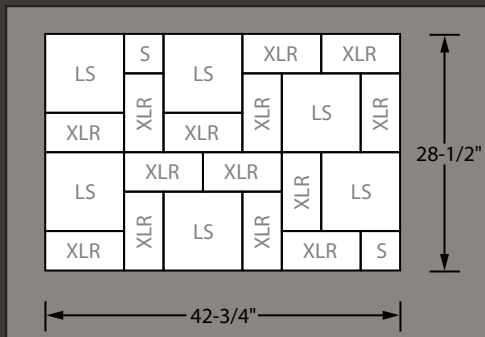 LS S LS XLR XLR
XLR LS XLR
XLR XLR
XLR XLR
LS XLR XLR LS
XLR
XLR LS XLR
XLR XLR S
28-1/2"
42-3/4"